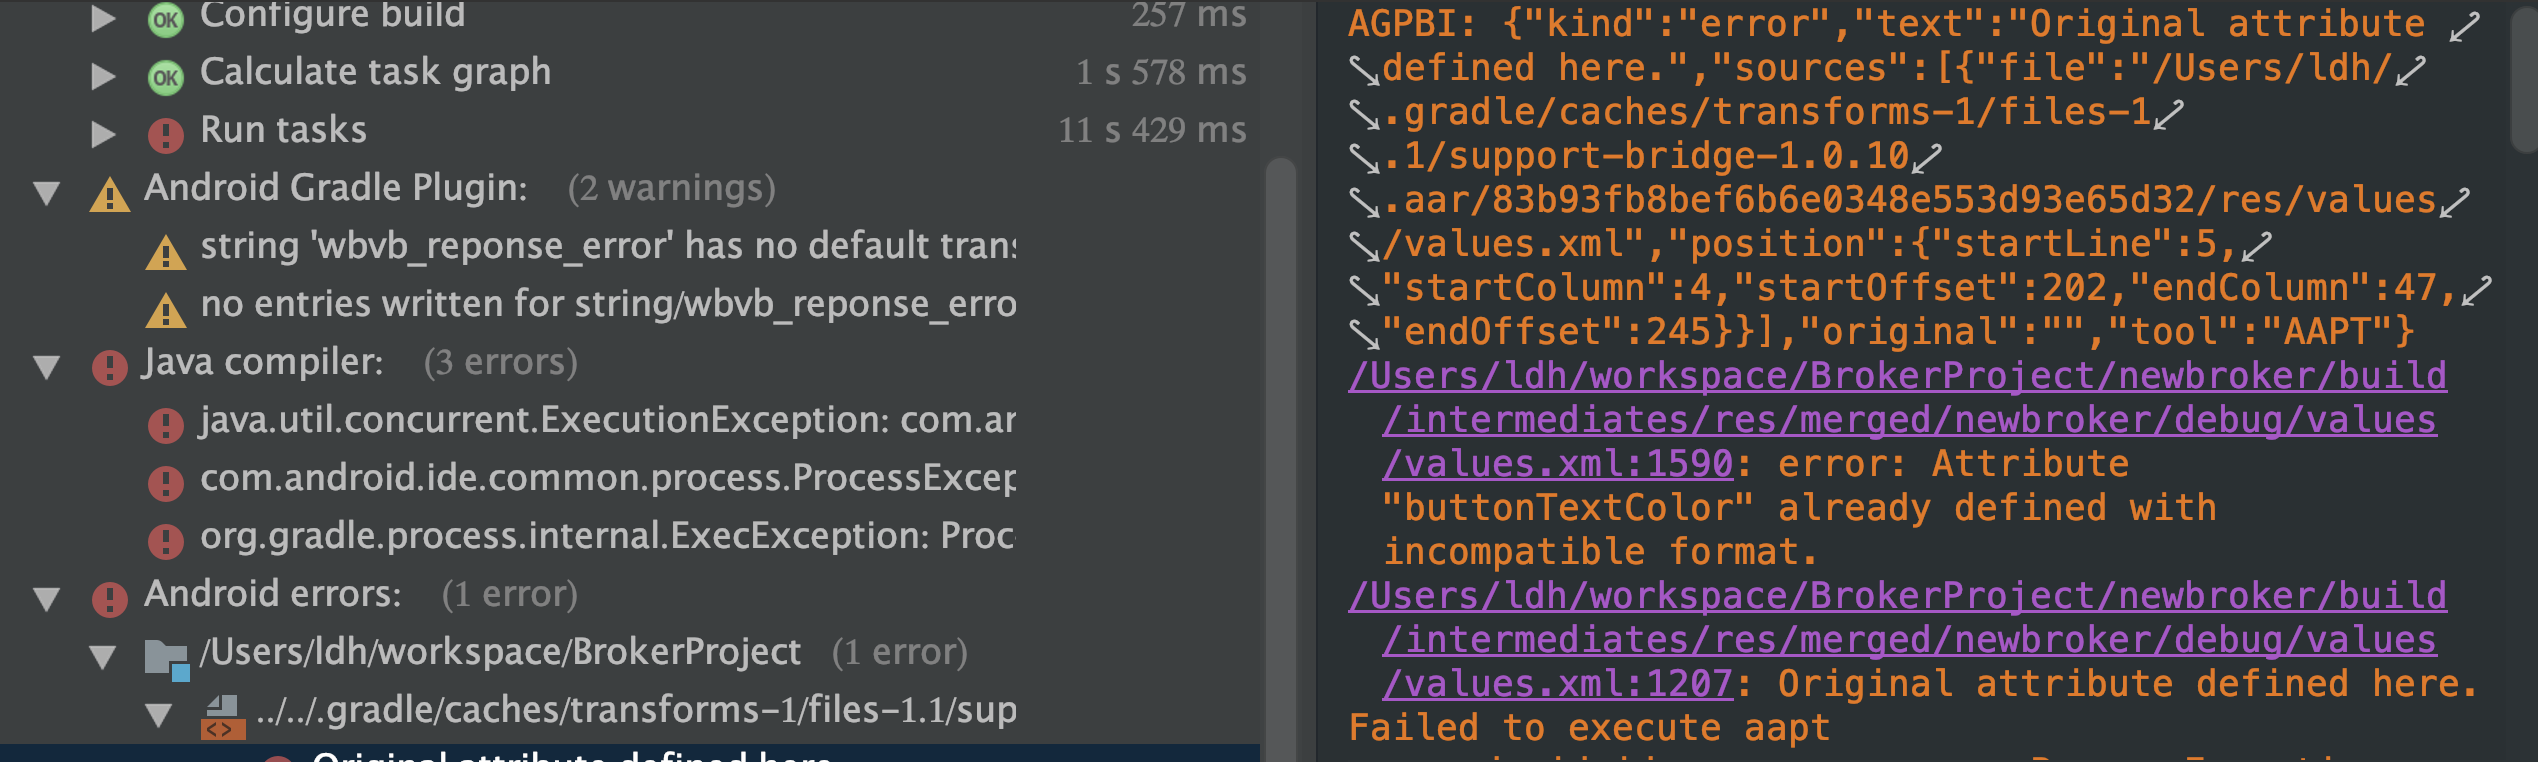 Configure build 257 ms
Calculate task graph 1 s 578 ms
Run tasks 11 s 429 ms
Android Gradle Plugin: (2 warnings)
string 'wbvb_reponse_error' has no default trans
no entries written for string/wbvb_reponse_erro
Java compiler: (3 errors)
java.util.concurrent.ExecutionException: com.ar
com.android.ide.common.process.ProcessExcep
org.gradle.process.internal.ExecException: Proc
Android errors: (1 error)
/Users/ldh/workspace/BrokerProject (1 error)
../../.gradle/caches/transforms-1/files-1.1/sup
Original attribute defined here
AGPBI: {"kind":"error","text":"Original attribute
defined here.","sources":[{"file":"/Users/ldh/
.gradle/caches/transforms-1/files-1
.1/support-bridge-1.0.10
.aar/83b93fb8bef6b6e0348e553d93e65d32/res/values
/values.xml","position":{"startLine":5,
"startColumn":4,"startOffset":202,"endColumn":47,
"endOffset":245}}],"original":"","tool":"AAPT"}
/Users/ldh/workspace/BrokerProject/newbroker/build
/intermediates/res/merged/newbroker/debug/values
/values.xml:1590: error: Attribute
"buttonTextColor" already defined with
incompatible format.
/Users/ldh/workspace/BrokerProject/newbroker/build
/intermediates/res/merged/newbroker/debug/values
/values.xml:1207: Original attribute defined here.
Failed to execute aapt